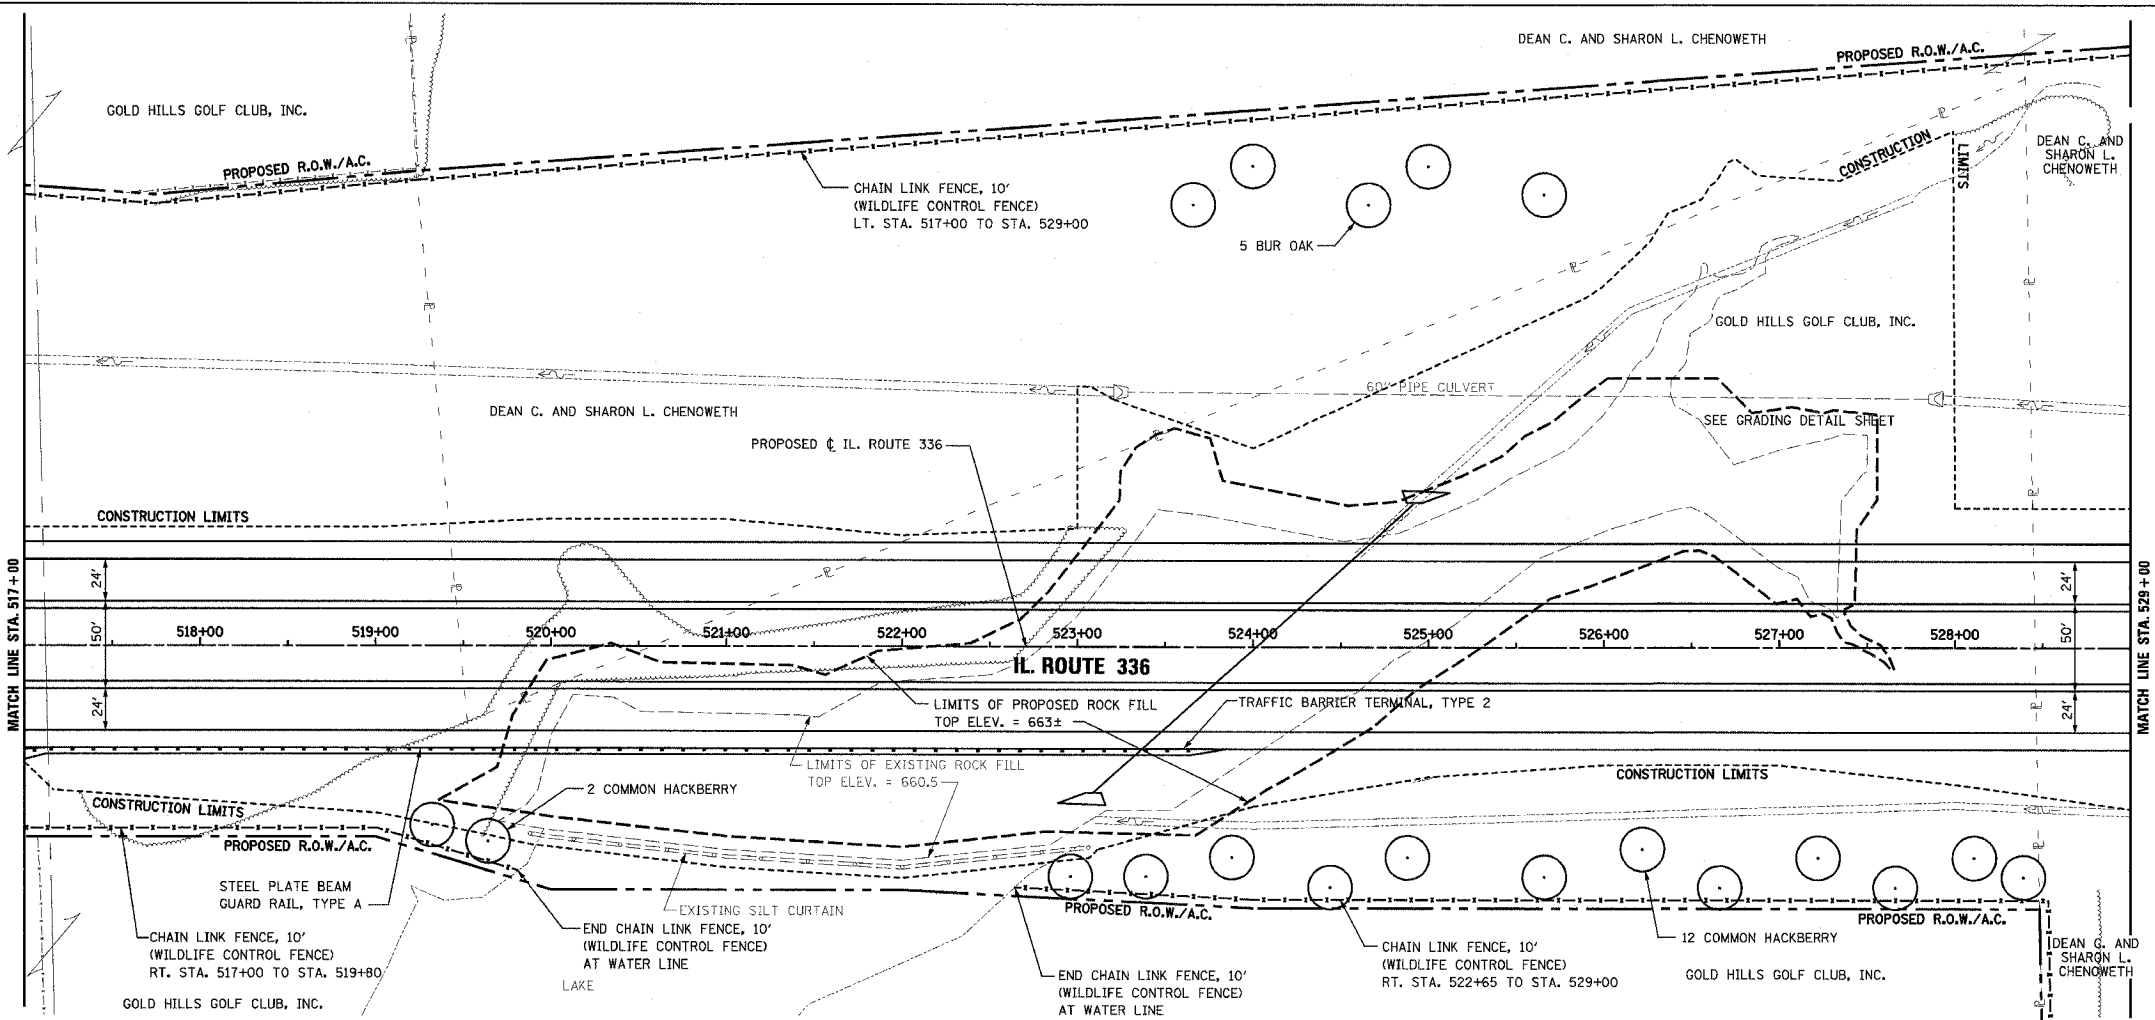 DEAN C. AND SHARON L. CHENOWETH
PROPOSED R.O.W./A.C.
GOLD HILLS GOLF CLUB, INC.
PROPOSED R.O.W./A.C.
CONSTRUCTION
LIMITS
DEAN C. AND
SHARON L.
CHENOWETH
CHAIN LINK FENCE, 10'
(WILDLIFE CONTROL FENCE)
LT. STA. 517+00 TO STA. 529+00
5 BUR OAK
GOLD HILLS GOLF CLUB, INC.
60" PIPE CULVERT
DEAN C. AND SHARON L. CHENOWETH
SEE GRADING DETAIL SHEET
PROPOSED ℄ IL. ROUTE 336
CONSTRUCTION LIMITS
MATCH LINE STA. 517+00
24'
50'
24'
518+00
519+00
520+00
521+00
522+00
523+00
524+00
525+00
526+00
527+00
528+00
24'
50'
24'
MATCH LINE STA. 529+00
IL. ROUTE 336
LIMITS OF PROPOSED ROCK FILL
TOP ELEV. = 663±
TRAFFIC BARRIER TERMINAL, TYPE 2
LIMITS OF EXISTING ROCK FILL
TOP ELEV. = 660.5
CONSTRUCTION LIMITS
2 COMMON HACKBERRY
CONSTRUCTION LIMITS
PROPOSED R.O.W./A.C.
STEEL PLATE BEAM
GUARD RAIL, TYPE A
EXISTING SILT CURTAIN
PROPOSED R.O.W./A.C.
PROPOSED R.O.W./A.C.
CHAIN LINK FENCE, 10'
(WILDLIFE CONTROL FENCE)
RT. STA. 517+00 TO STA. 519+80
END CHAIN LINK FENCE, 10'
(WILDLIFE CONTROL FENCE)
AT WATER LINE
12 COMMON HACKBERRY
CHAIN LINK FENCE, 10'
(WILDLIFE CONTROL FENCE)
RT. STA. 522+65 TO STA. 529+00
DEAN C. AND
SHARON L.
CHENOWETH
GOLD HILLS GOLF CLUB, INC.
LAKE
END CHAIN LINK FENCE, 10'
(WILDLIFE CONTROL FENCE)
AT WATER LINE
GOLD HILLS GOLF CLUB, INC.